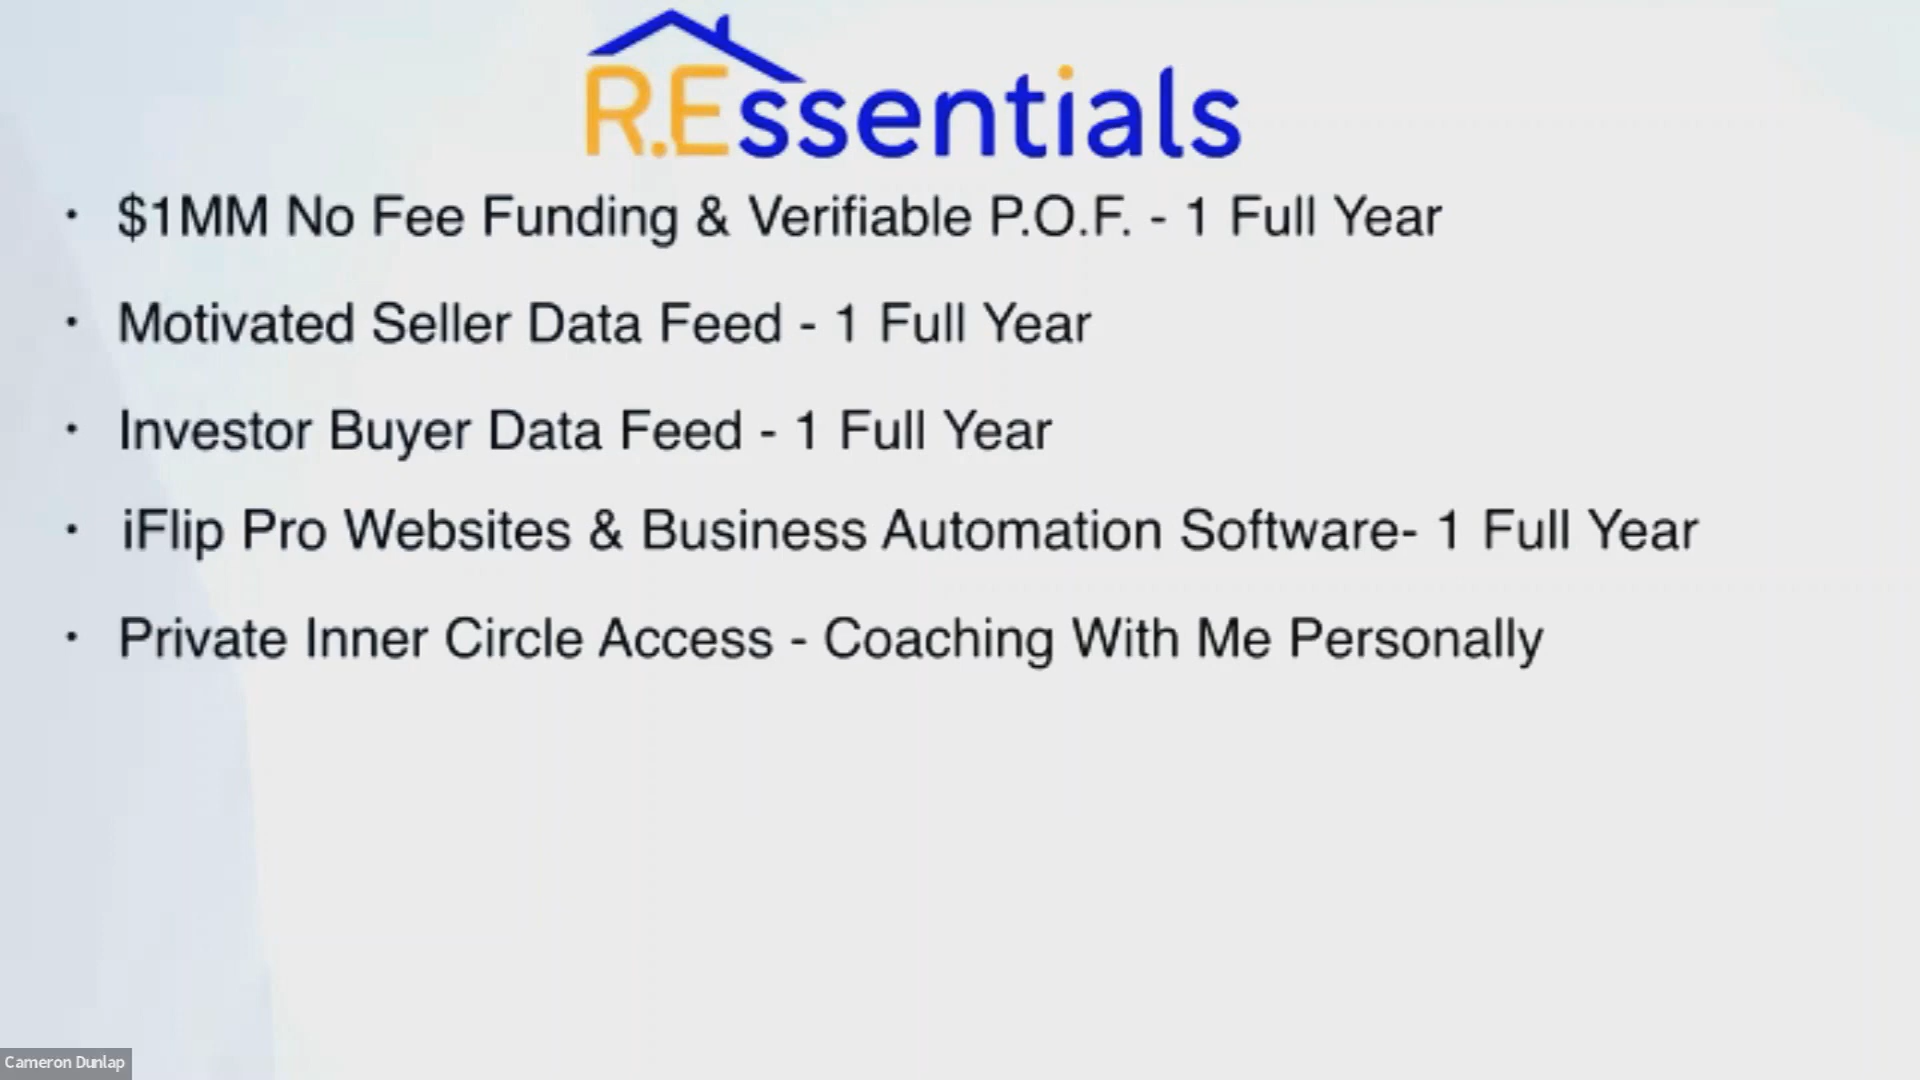 R.Essentials
• $1MM No Fee Funding & Verifiable P.O.F. - 1 Full Year
• Motivated Seller Data Feed - 1 Full Year
• Investor Buyer Data Feed - 1 Full Year
• iFlip Pro Websites & Business Automation Software- 1 Full Year
• Private Inner Circle Access - Coaching With Me Personally
Cameron Dunlap